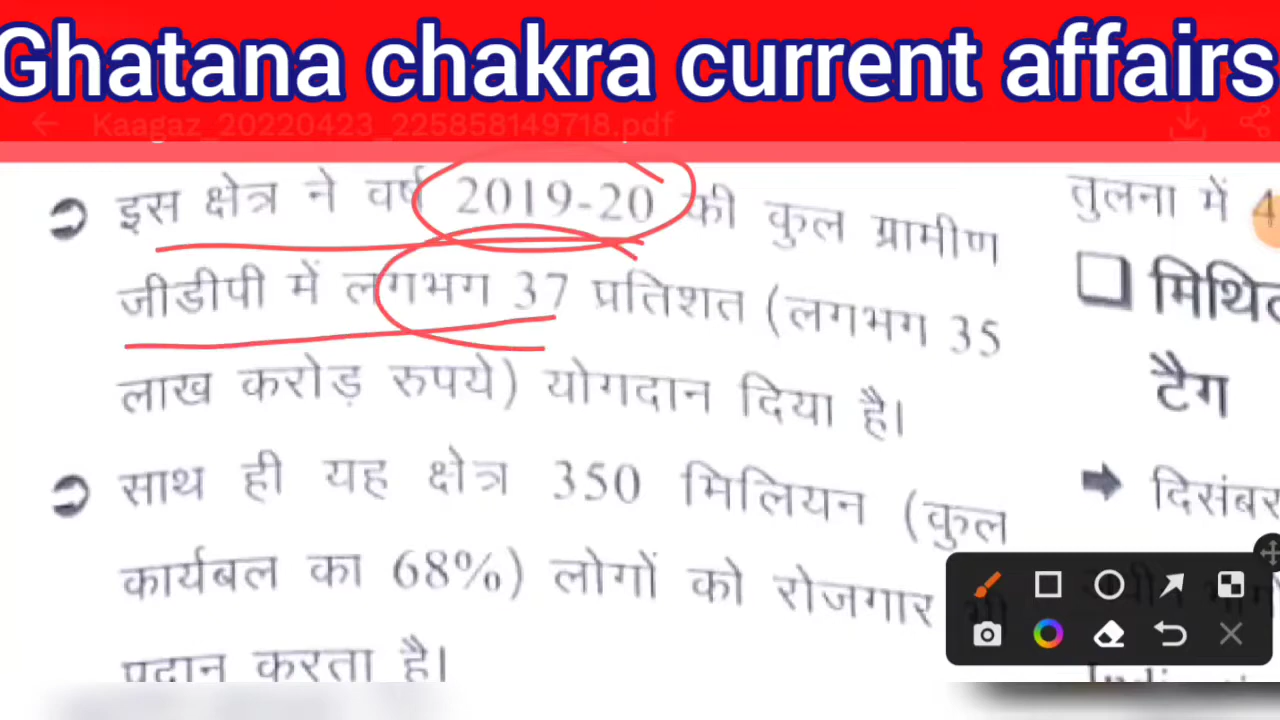 Ghatana chakra current affairs
Kaagaz_20220423_225858149718.pdf
इस क्षेत्र ने वर्ष 2019-20 की कुल ग्रामीण
जीडीपी में लगभग 37 प्रतिशत (लगभग 35
लाख करोड़ रुपये) योगदान दिया है।
साथ ही यह क्षेत्र 350 मिलियन (कुल
कार्यबल का 68%) लोगों को रोजगार भी
प्रदान करता है।
तुलना में 4
टैग
दिसंबर